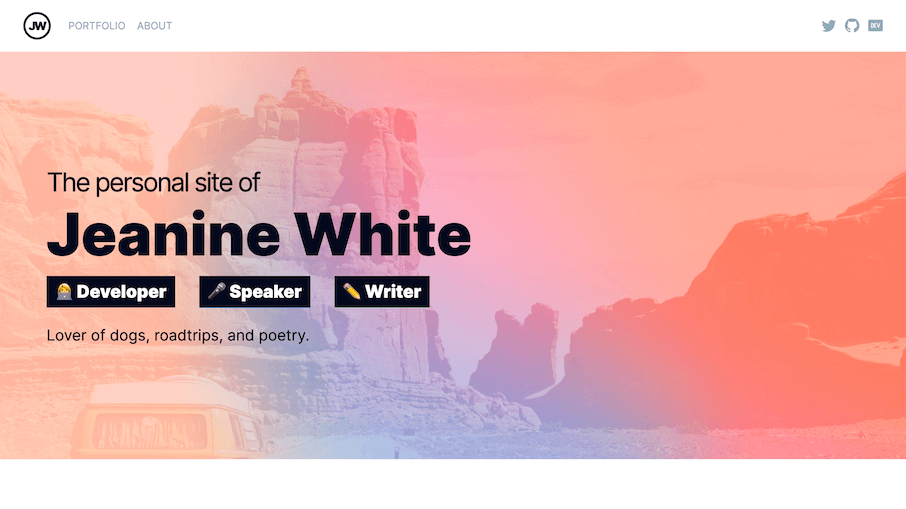 JW PORTFOLIO ABOUT DEV
The personal site of
Jeanine White
Developer Speaker Writer
Lover of dogs, roadtrips, and poetry.